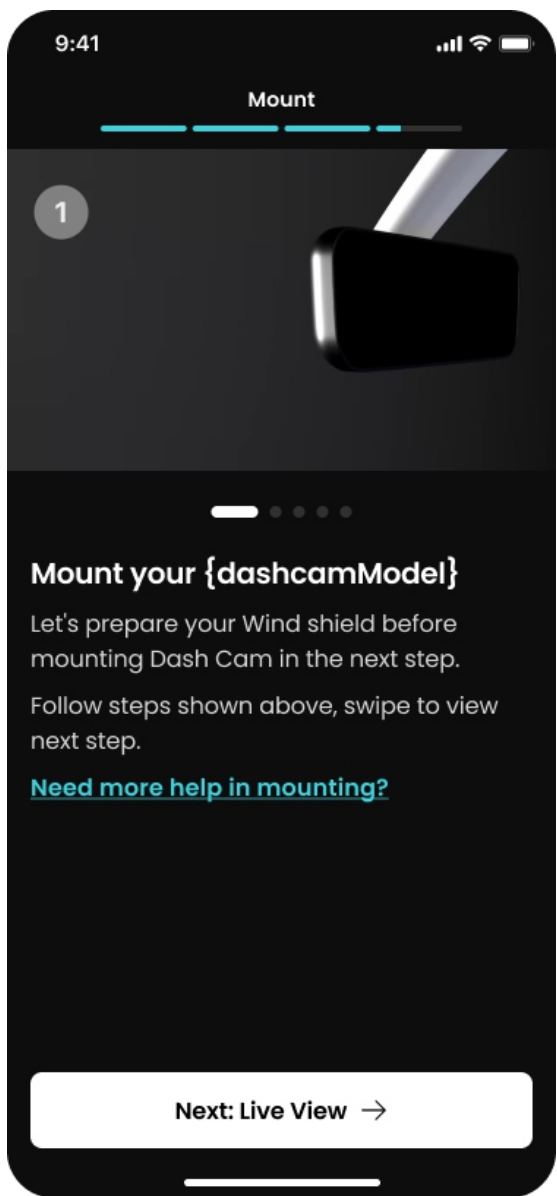 9:41
Mount
1
Mount your {dashcamModel}
Let's prepare your Wind shield before
mounting Dash Cam in the next step.
Follow steps shown above, swipe to view
next step.
Need more help in mounting?
Next: Live View →